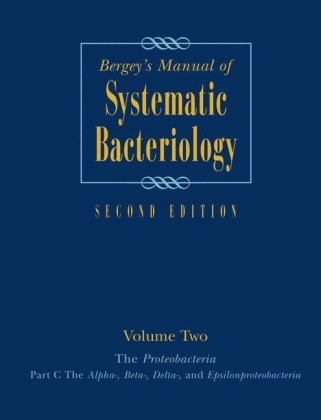 Bergey's Manual of
Systematic
Bacteriology
SECOND EDITION
Volume Two
The Proteobacteria
Part C The Alpha-, Beta-, Delta-, and Epsilonproteobacteria